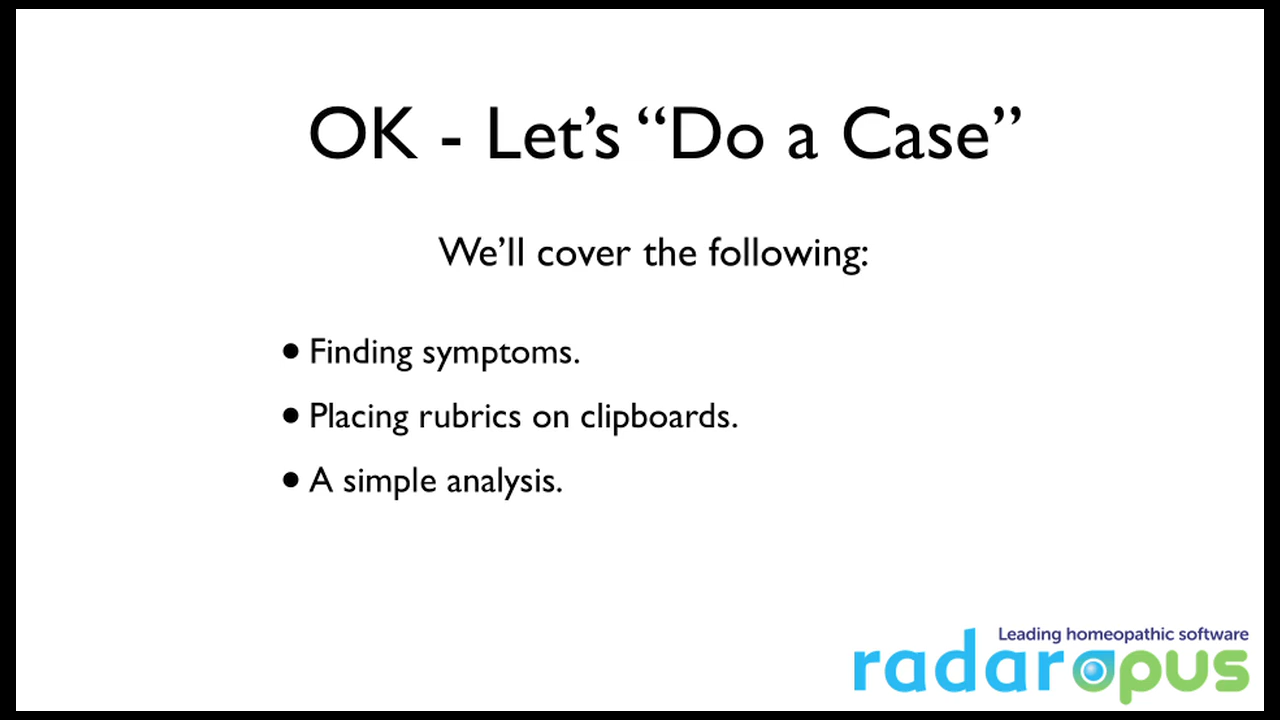 OK - Let’s “Do a Case”
We’ll cover the following:
• Finding symptoms.
• Placing rubrics on clipboards.
• A simple analysis.
Leading homeopathic software
radaropus